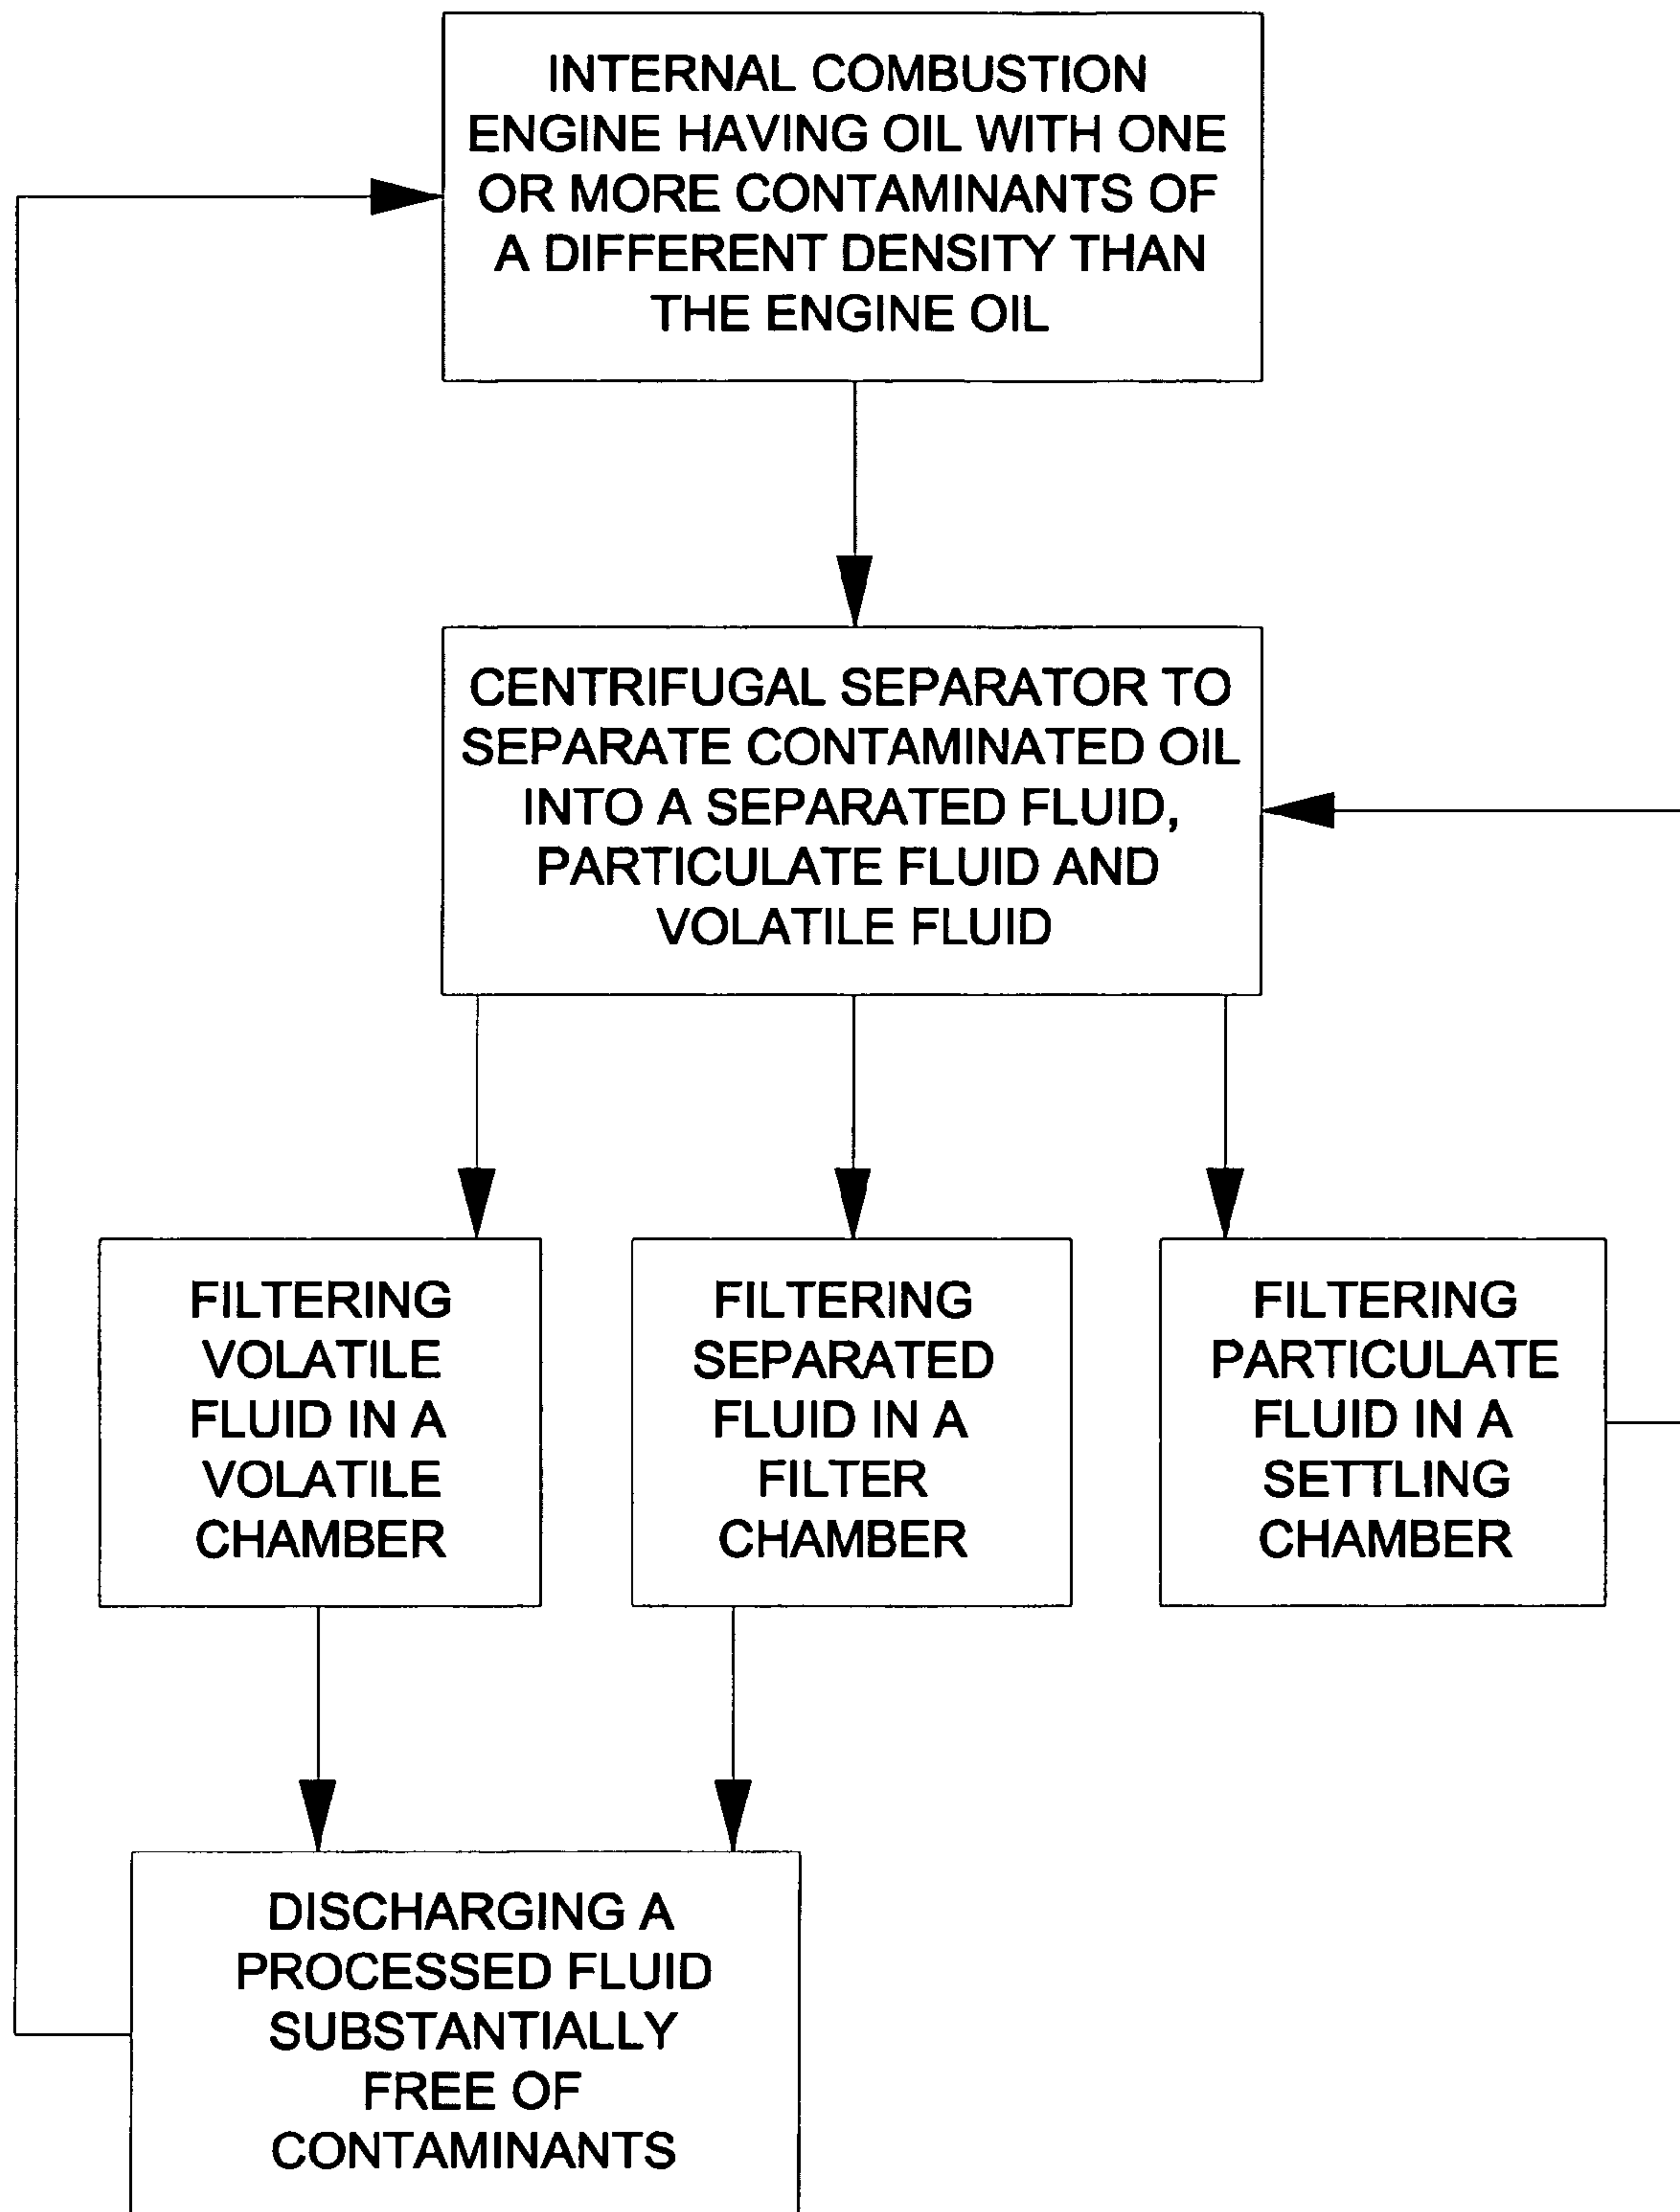 INTERNAL COMBUSTION
ENGINE HAVING OIL WITH ONE
OR MORE CONTAMINANTS OF
A DIFFERENT DENSITY THAN
THE ENGINE OIL
CENTRIFUGAL SEPARATOR TO
SEPARATE CONTAMINATED OIL
INTO A SEPARATED FLUID,
PARTICULATE FLUID AND
VOLATILE FLUID
FILTERING
VOLATILE
FLUID IN A
VOLATILE
CHAMBER
FILTERING
SEPARATED
FLUID IN A
FILTER
CHAMBER
FILTERING
PARTICULATE
FLUID IN A
SETTLING
CHAMBER
DISCHARGING A
PROCESSED FLUID
SUBSTANTIALLY
FREE OF
CONTAMINANTS